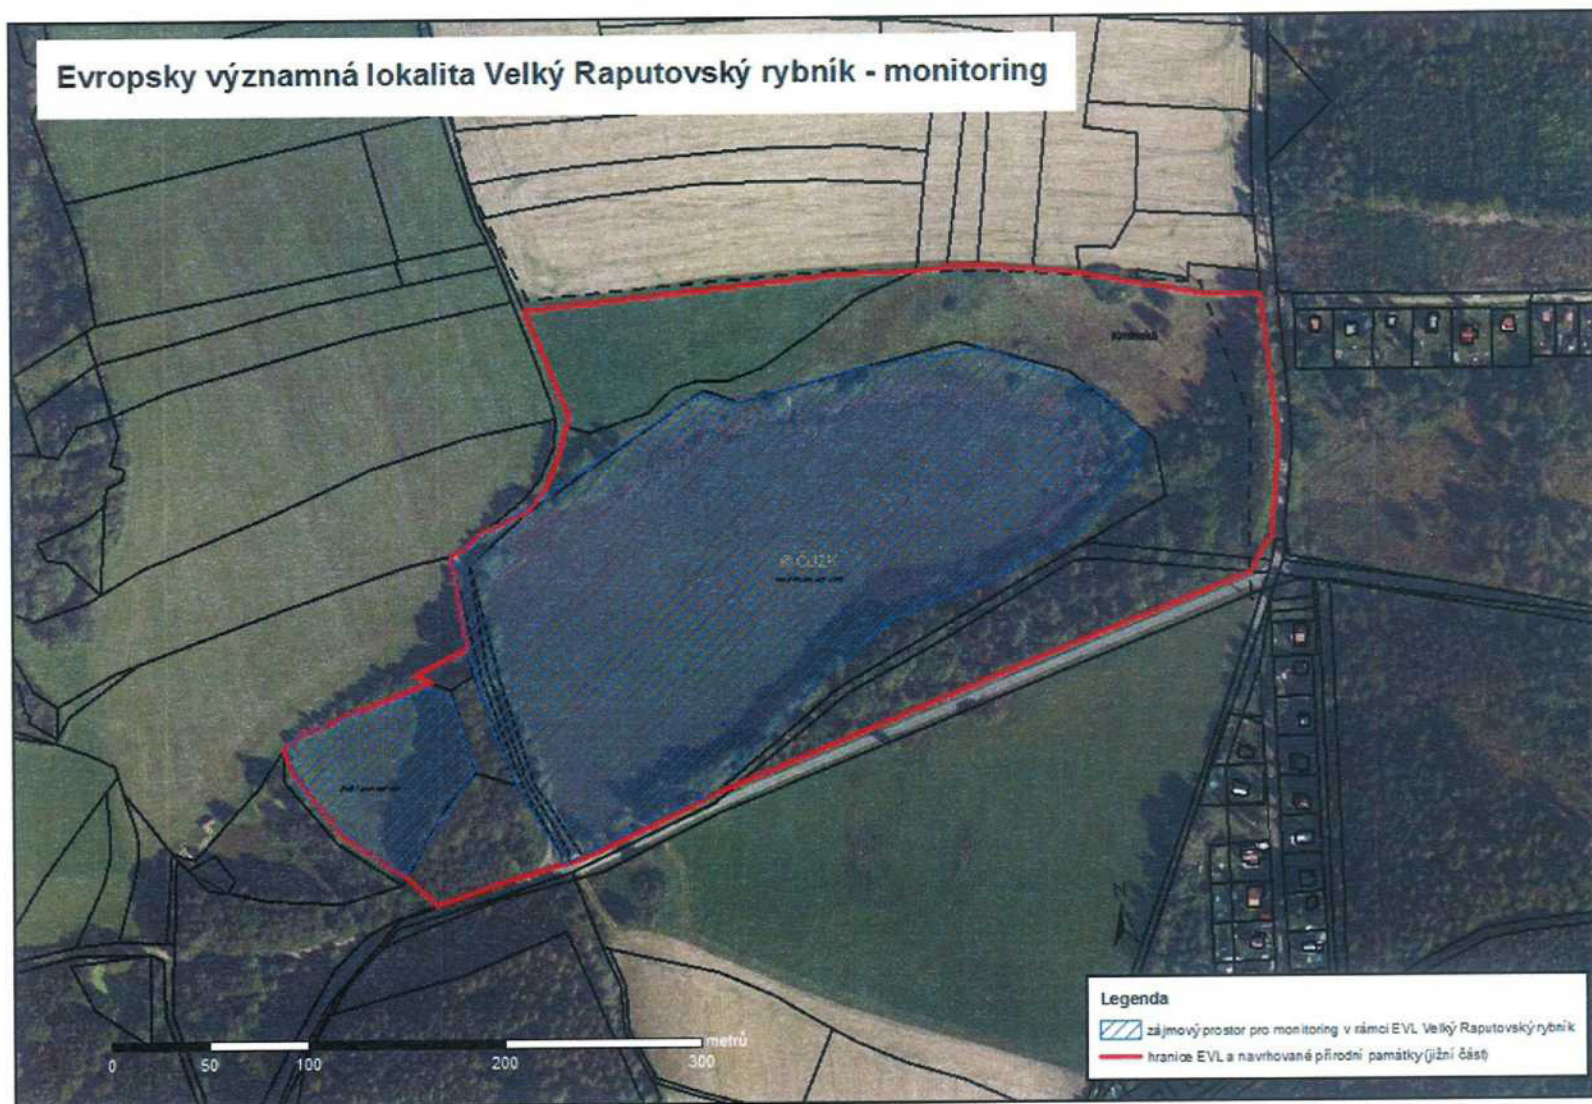 Evropsky významná lokalita Velký Raputovský rybník - monitoring
© ČÚZK
N
Legenda
zájmový prostor pro monitoring v rámci EVL Velký Raputovský rybník
hranice EVL a navrhované přírodní památky (jižní část)
metrů
0 50 100 200 300